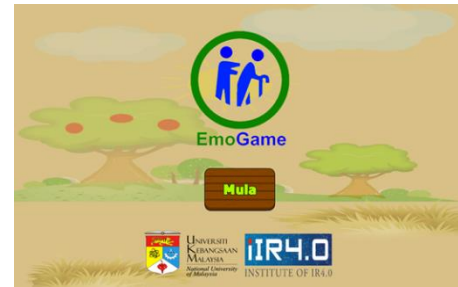 EmoGame
Mula
UNIVERSITI
KEBANGSAAN
MALAYSIA
National University
of Malaysia
iIR4.0
INSTITUTE OF IR4.0